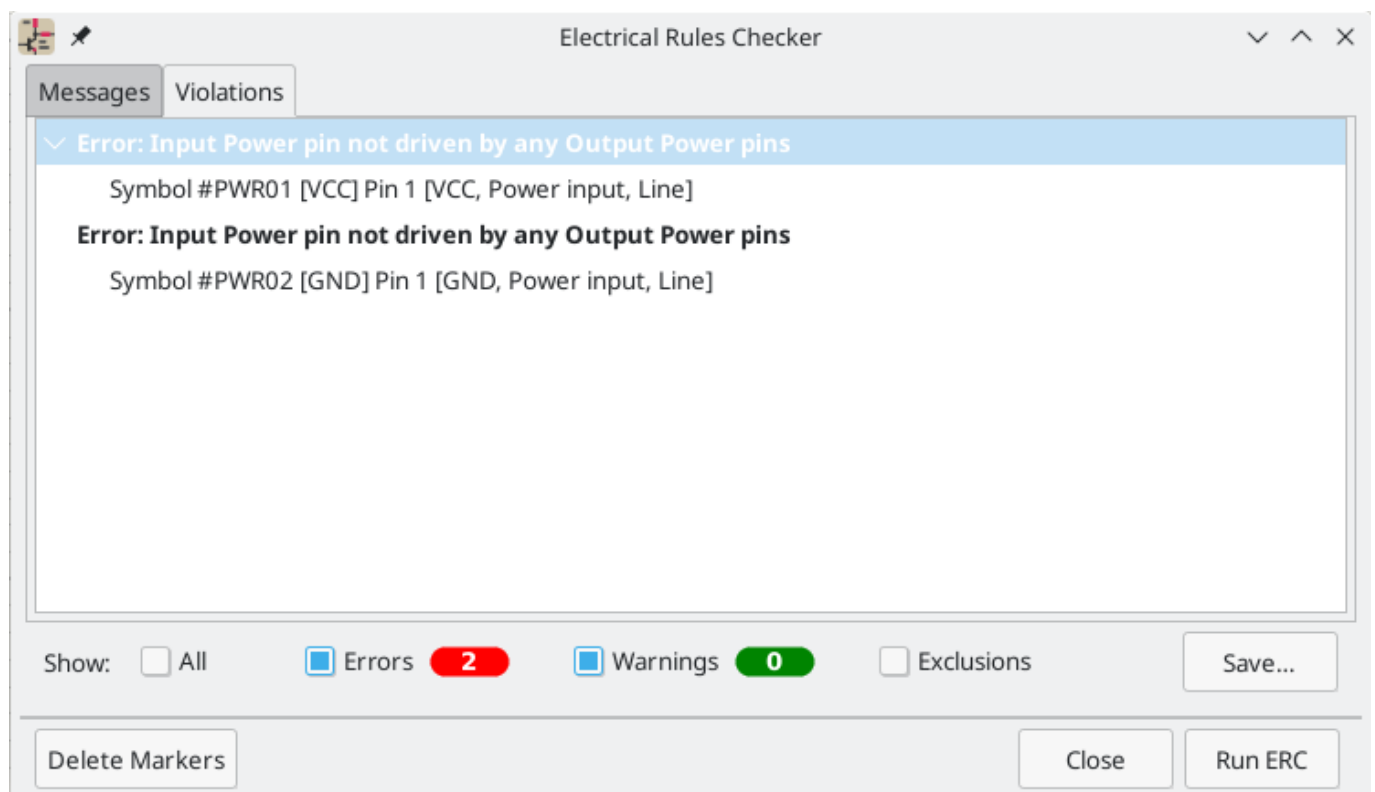 Electrical Rules Checker
Messages Violations
Error: Input Power pin not driven by any Output Power pins
Symbol #PWR01 [VCC] Pin 1 [VCC, Power input, Line]
Error: Input Power pin not driven by any Output Power pins
Symbol #PWR02 [GND] Pin 1 [GND, Power input, Line]
Show: All Errors 2 Warnings 0 Exclusions Save...
Delete Markers Close Run ERC